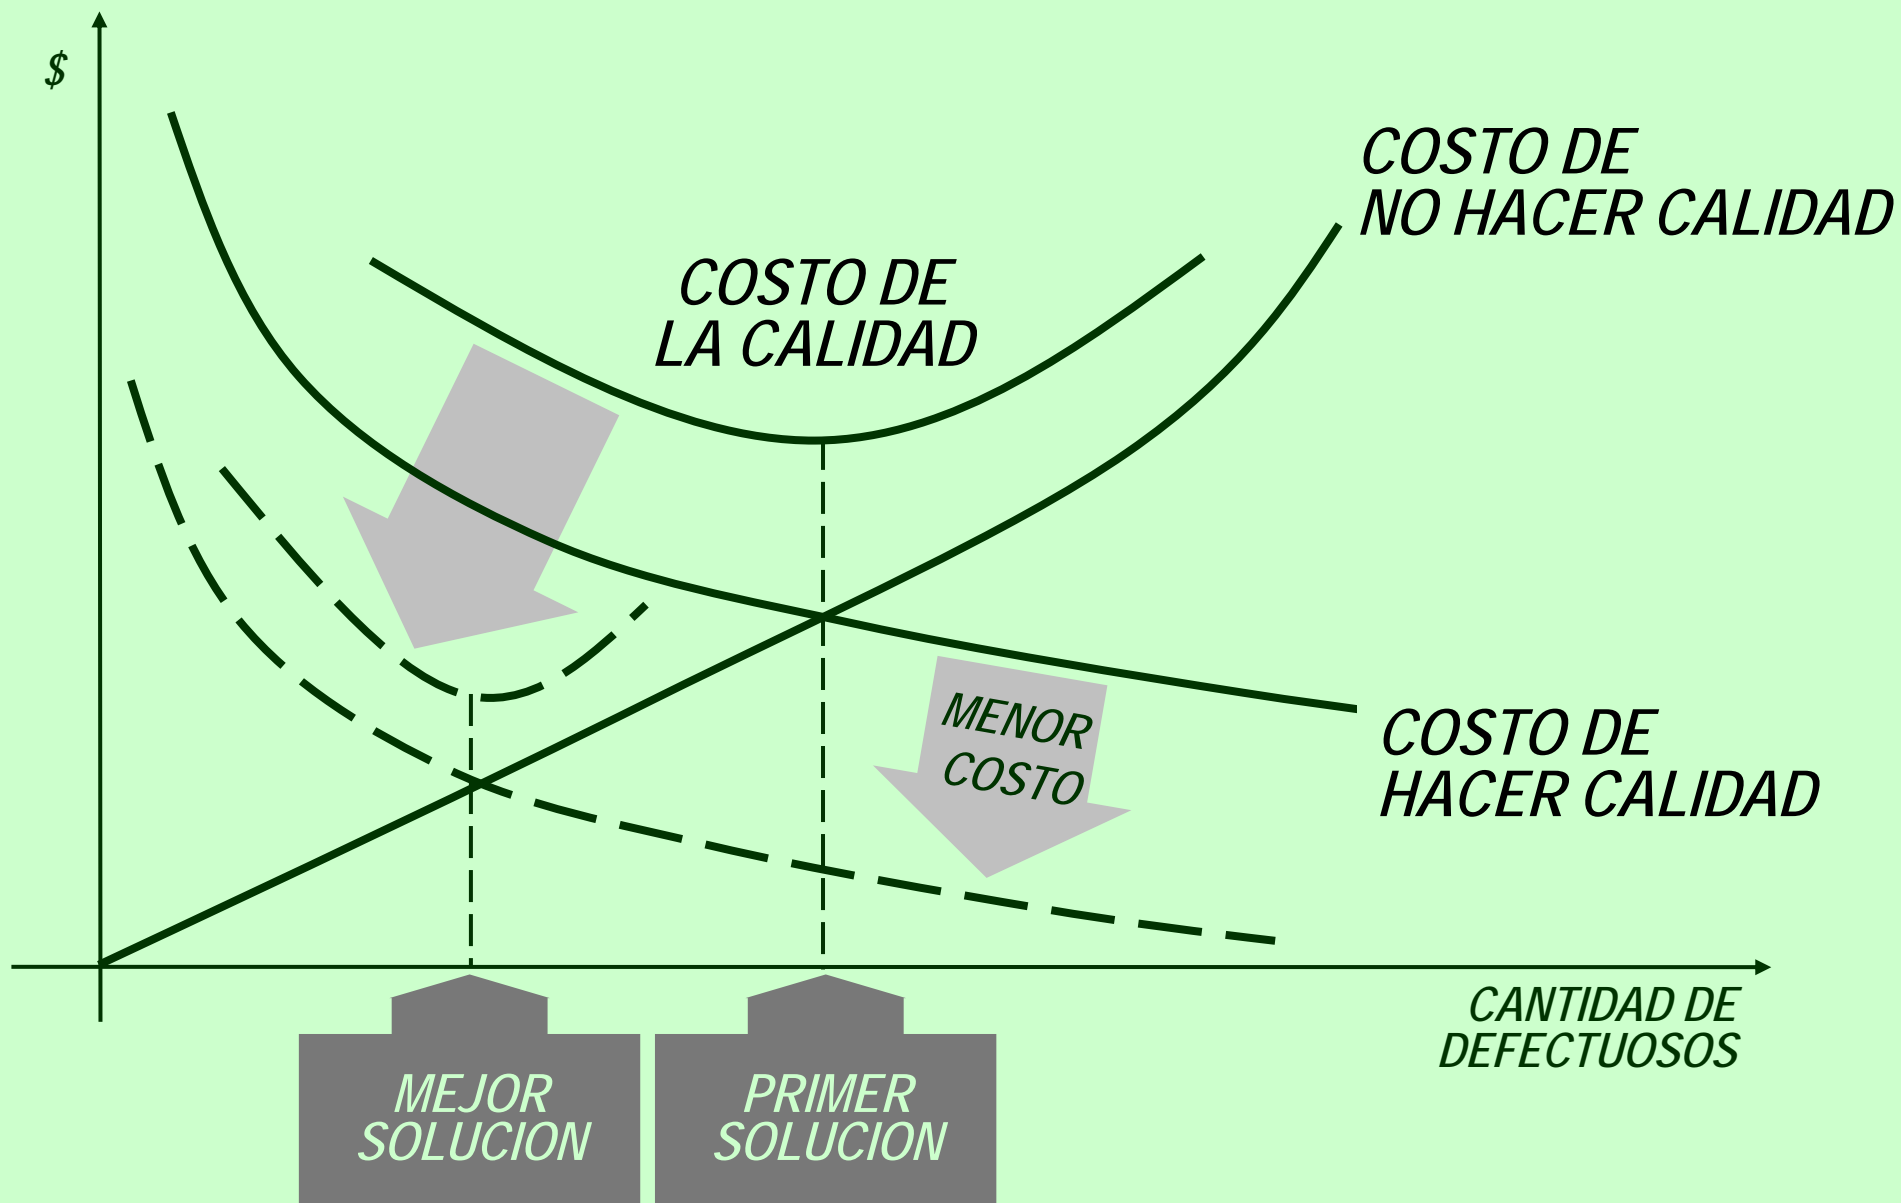 $
COSTO DE
NO HACER CALIDAD
COSTO DE
LA CALIDAD
MENOR
COSTO
COSTO DE
HACER CALIDAD
CANTIDAD DE
DEFECTUOSOS
MEJOR
SOLUCION
PRIMER
SOLUCION